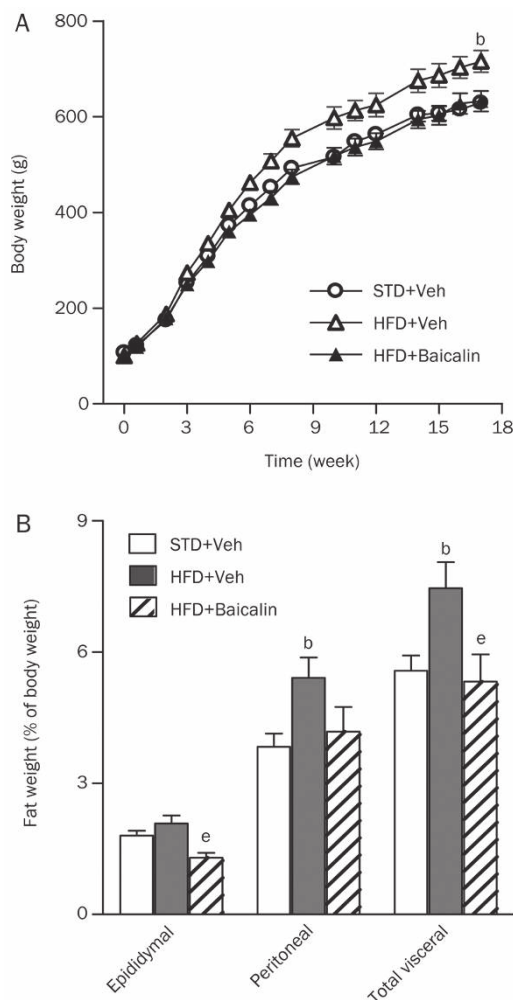 A
800
600
400
200
0
Body weight (g)
b
STD+Veh
HFD+Veh
HFD+Baicalin
0 3 6 9 12 15 18
Time (week)
B
9
6
3
0
Fat weight (% of body weight)
STD+Veh
HFD+Veh
HFD+Baicalin
e
b
b
e
Epididymal
Peritoneal
Total visceral